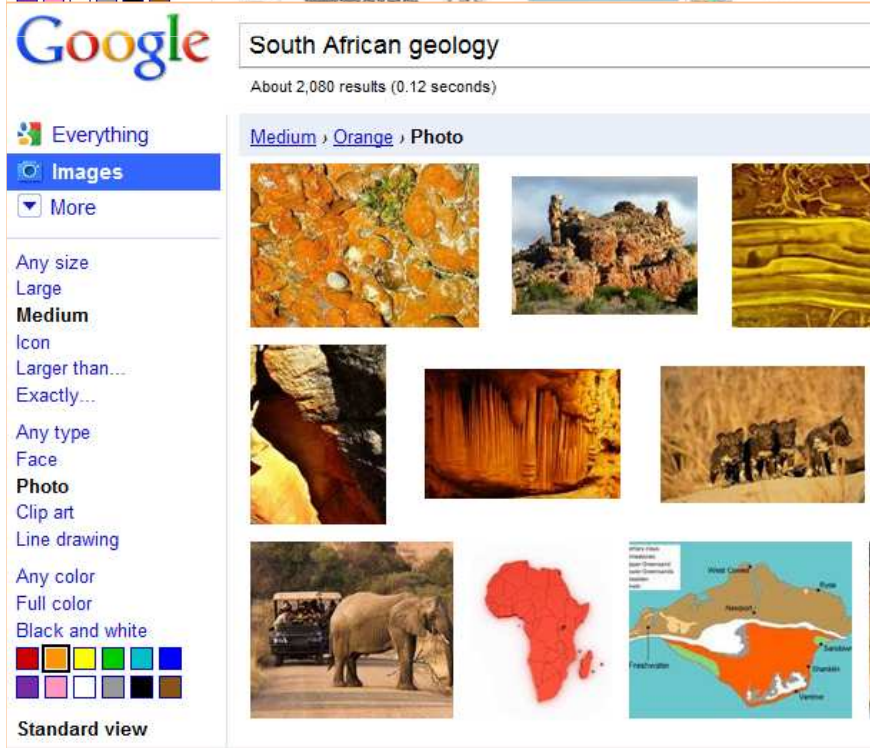 Google
South African geology
About 2,080 results (0.12 seconds)
Everything
Images
More
Medium › Orange › Photo
Any size
Large
Medium
Icon
Larger than...
Exactly...
Any type
Face
Photo
Clip art
Line drawing
Any color
Full color
Black and white
Standard view
West Cowes
Ryde
Newport
Sandown
Freshwater
Shanklin
Ventnor